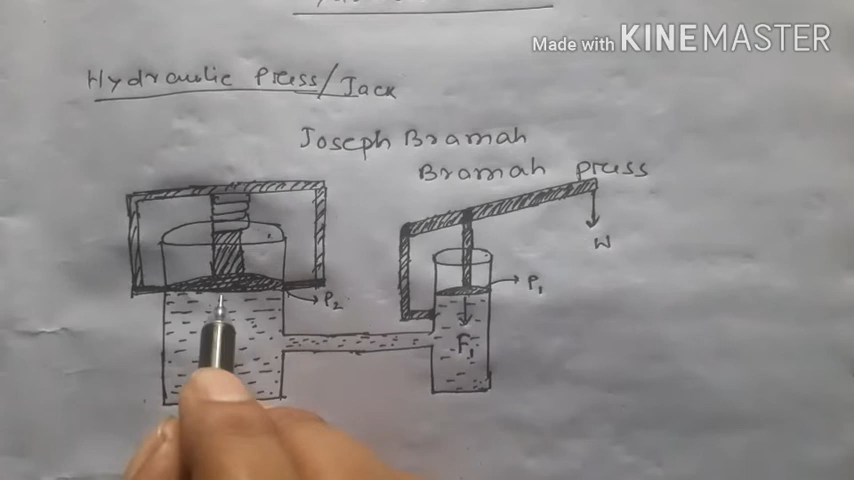 Made with KINEMASTER
Hydraulic Press/Jack
Joseph Bramah
Bramah press
W
P1
P2
F1